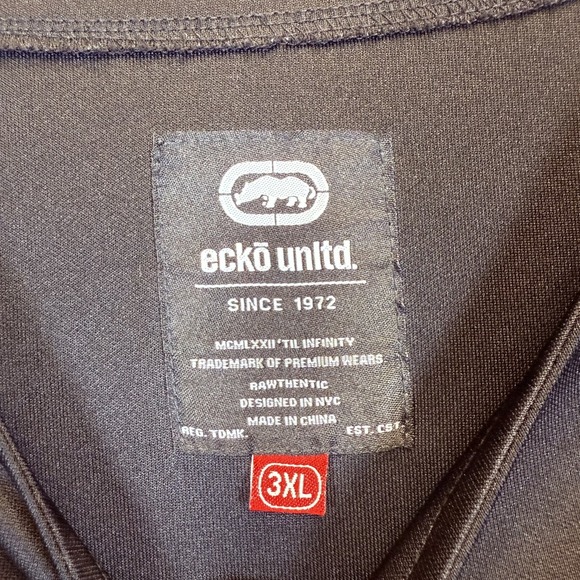 eckō unltd.
SINCE 1972
MCMLXXII 'TIL INFINITY
TRADEMARK OF PREMIUM WEARS
RAWTHENTIC
DESIGNED IN NYC
MADE IN CHINA
REG. TDMK. EST. CST.
3XL